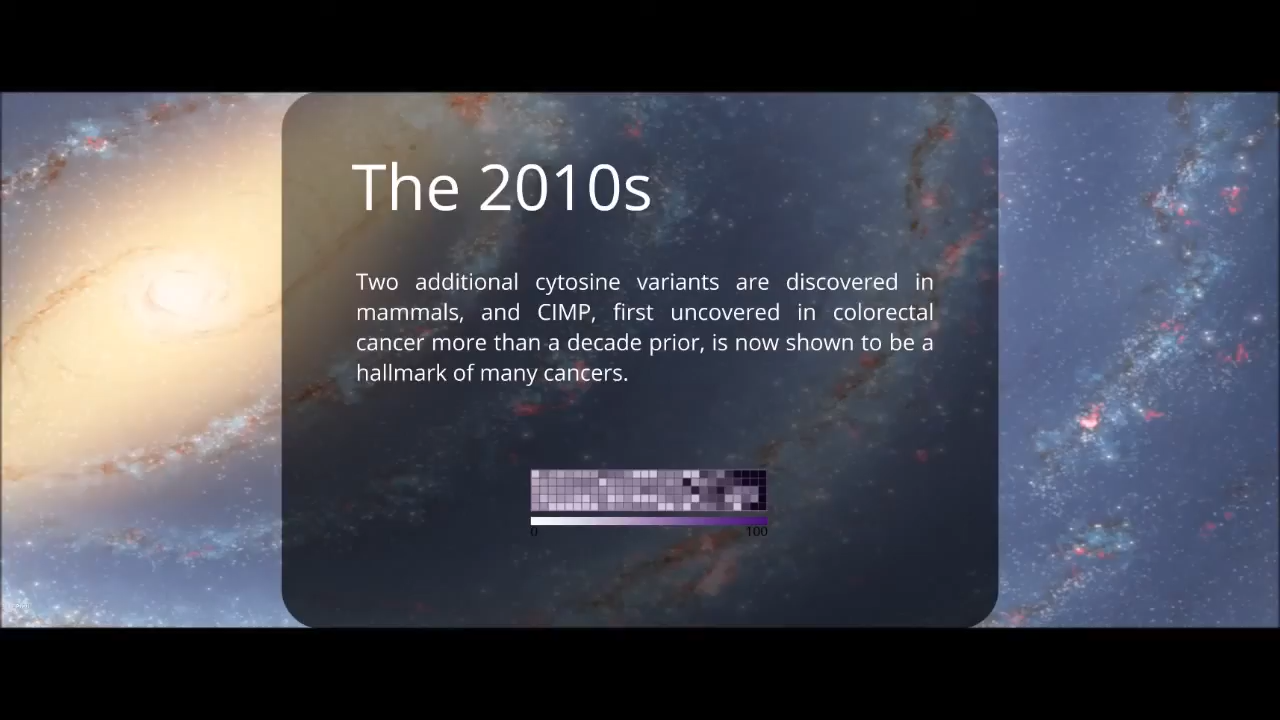 The 2010s
Two additional cytosine variants are discovered in
mammals, and CIMP, first uncovered in colorectal
cancer more than a decade prior, is now shown to be a
hallmark of many cancers.
0 100